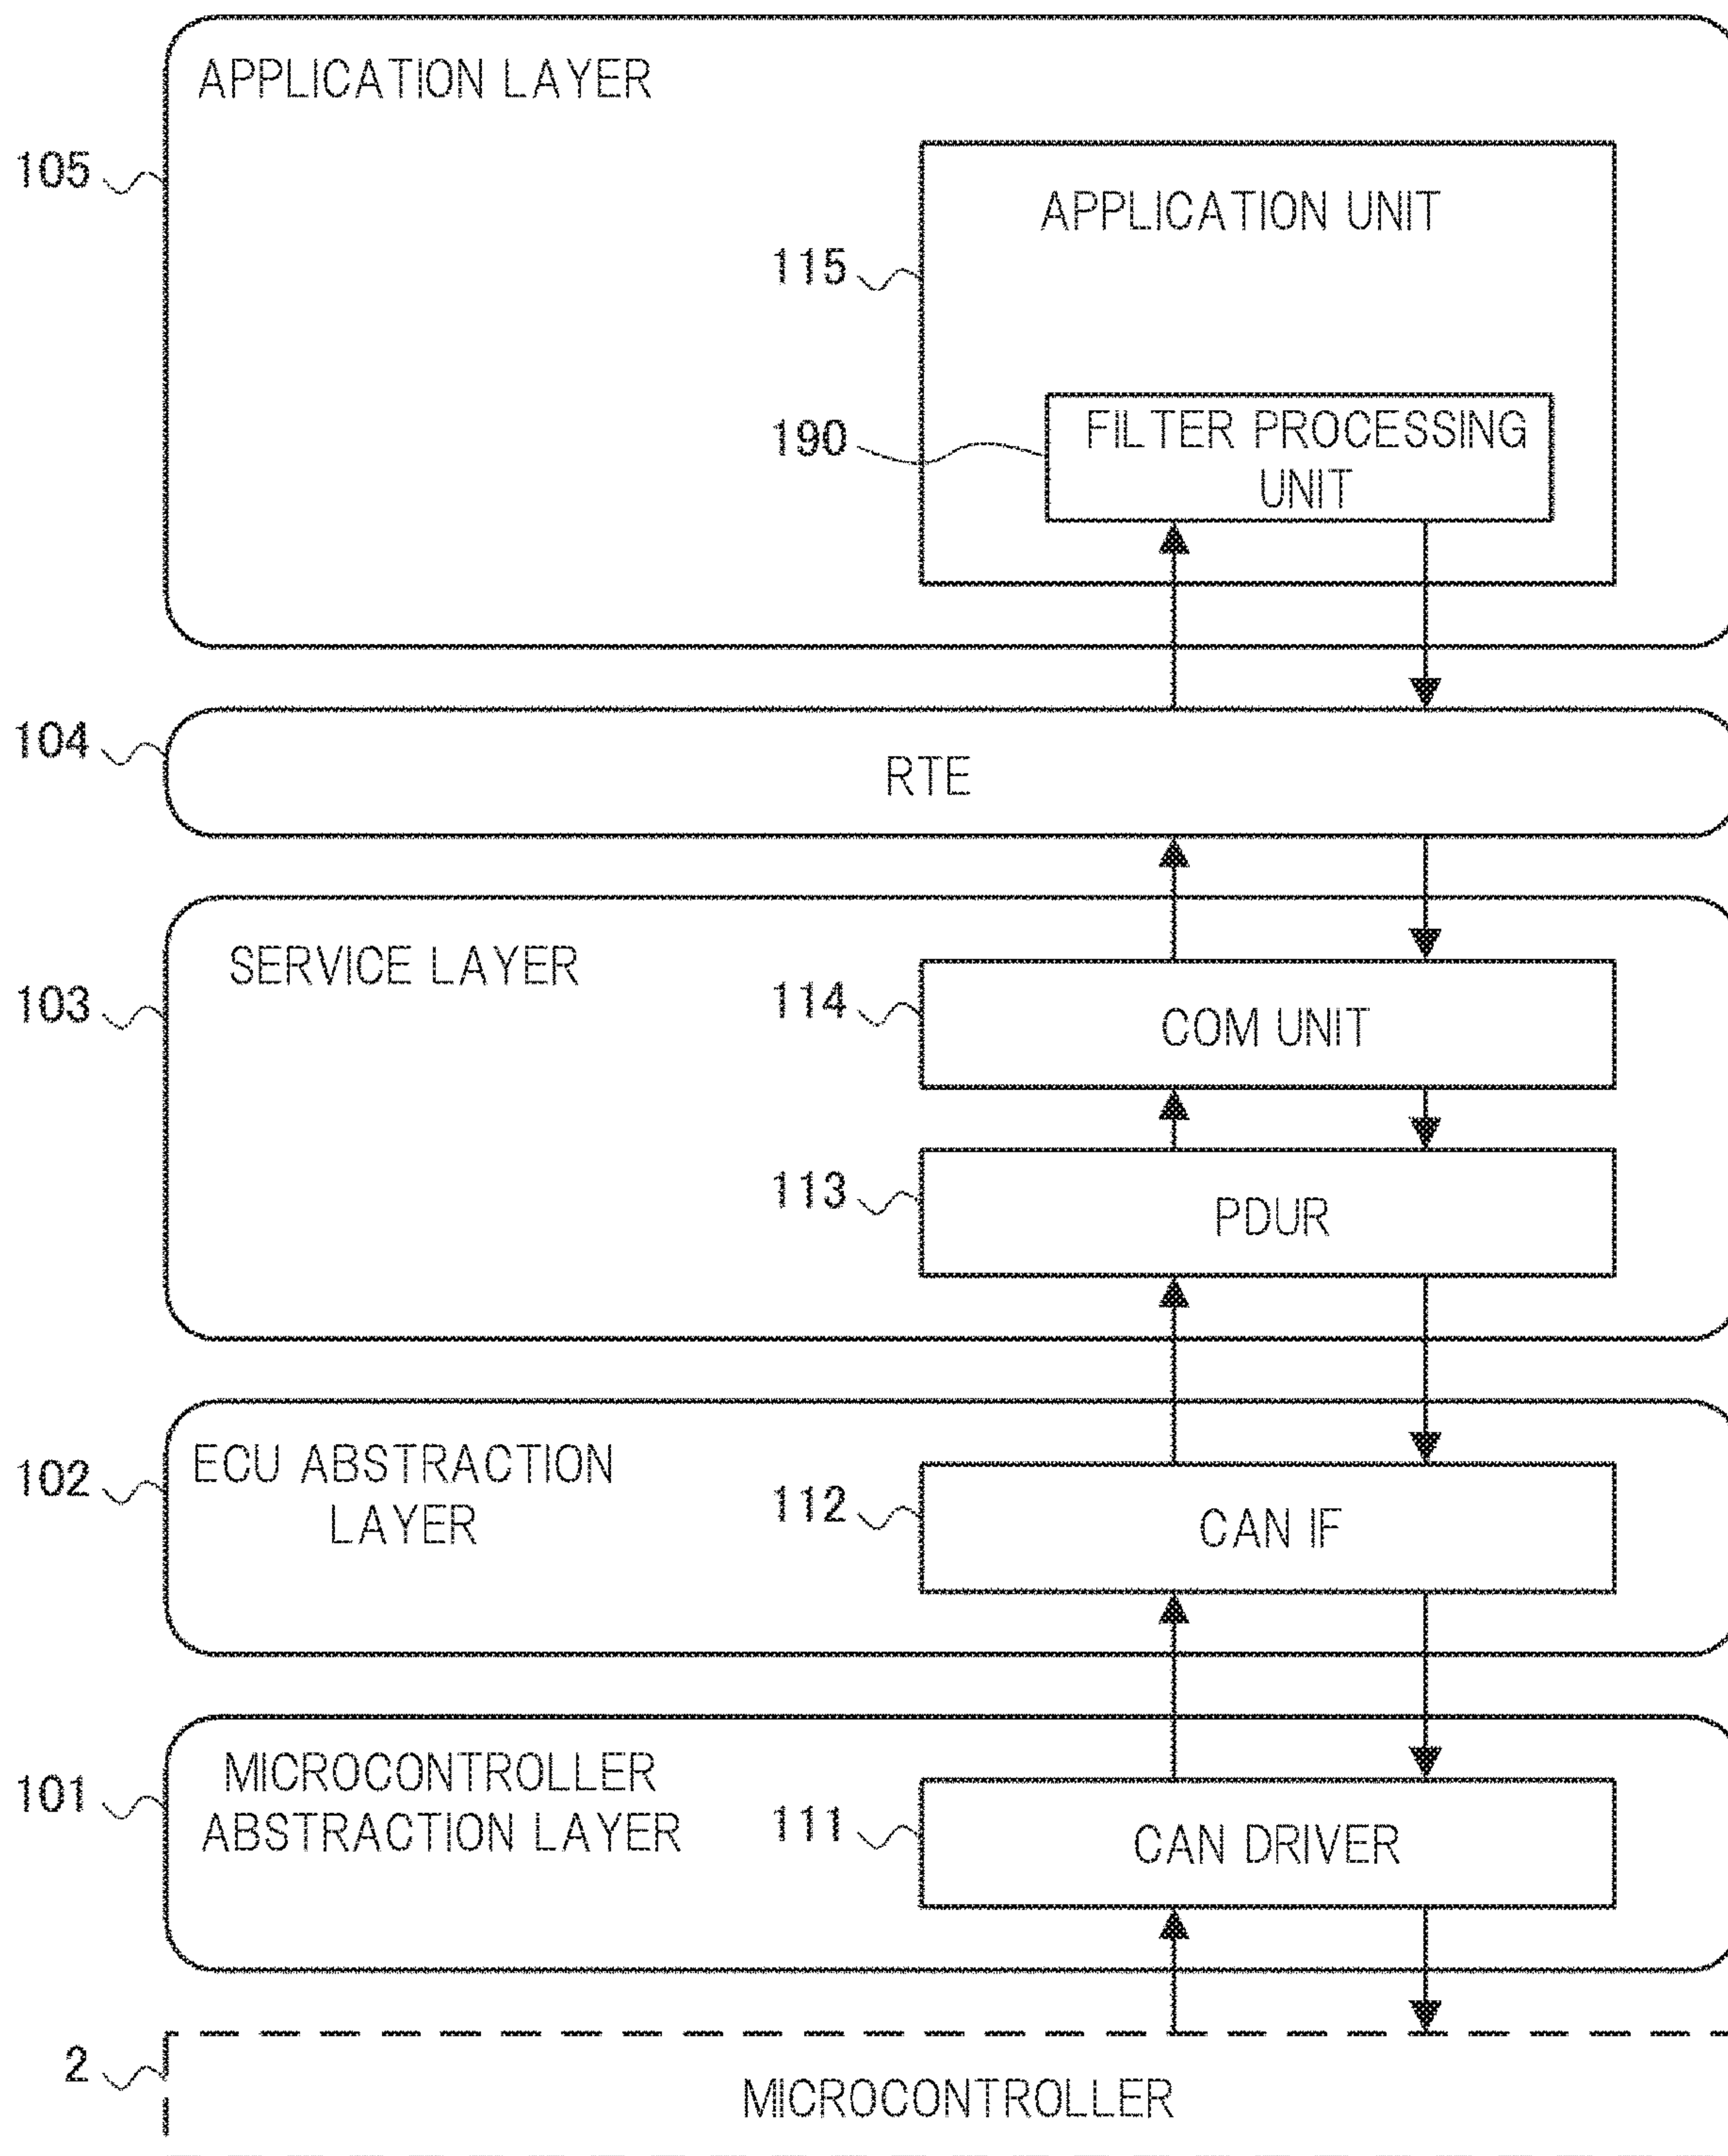 APPLICATION LAYER
105
APPLICATION UNIT
115
190
FILTER PROCESSING
UNIT
104
RTE
SERVICE LAYER
103
114
COM UNIT
113
PDUR
ECU ABSTRACTION
LAYER
102
112
CAN IF
MICROCONTROLLER
ABSTRACTION LAYER
101
111
CAN DRIVER
2
MICROCONTROLLER